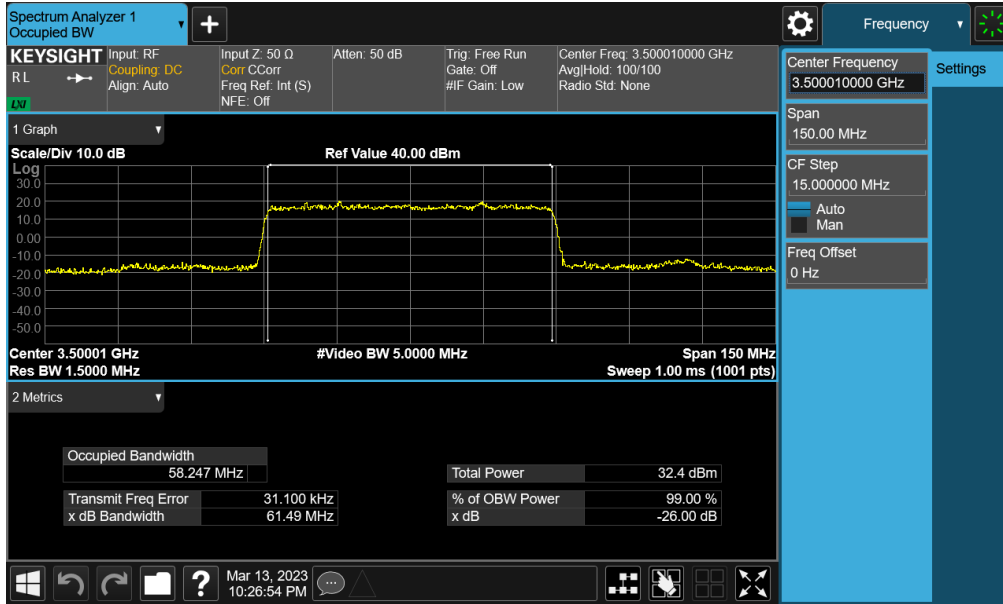 Spectrum Analyzer 1
Occupied BW
Frequency
KEYSIGHT
R L
LXI
Input: RF
Coupling: DC
Align: Auto
Input Z: 50 Ω
Corr CCorr
Freq Ref: Int (S)
NFE: Off
Atten: 50 dB
Trig: Free Run
Gate: Off
#IF Gain: Low
Center Freq: 3.500010000 GHz
Avg|Hold: 100/100
Radio Std: None
Center Frequency
3.500010000 GHz
Settings
Span
150.00 MHz
CF Step
15.000000 MHz
Auto
Man
Freq Offset
0 Hz
1 Graph
Scale/Div 10.0 dB
Ref Value 40.00 dBm
Log
30.0
20.0
10.0
0.00
-10.0
-20.0
-30.0
-40.0
-50.0
Center 3.50001 GHz
#Video BW 5.0000 MHz
Span 150 MHz
Res BW 1.5000 MHz
Sweep 1.00 ms (1001 pts)
2 Metrics
Occupied Bandwidth
58.247 MHz
Total Power 32.4 dBm
Transmit Freq Error 31.100 kHz
% of OBW Power 99.00 %
x dB Bandwidth 61.49 MHz
x dB -26.00 dB
?
Mar 13, 2023
10:26:54 PM